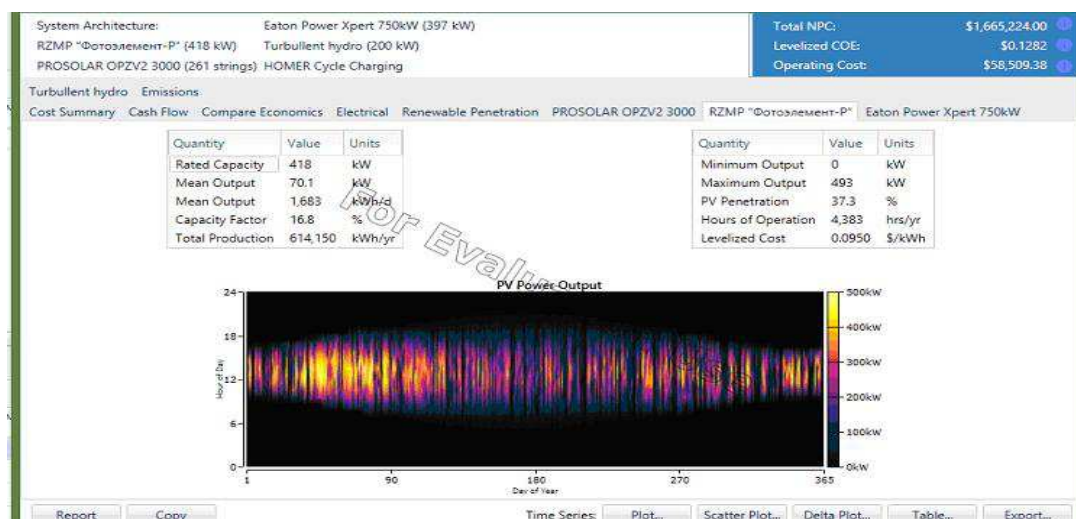 System Architecture: Eaton Power Xpert 750kW (397 kW)
RZMP "Фотоэлемент-Р" (418 kW) Turbullent hydro (200 kW)
PROSOLAR OPZV2 3000 (261 strings) HOMER Cycle Charging
Total NPC: $1,665,224.00
Levelized COE: $0.1282
Operating Cost: $58,509.38
Turbullent hydro Emissions
Cost Summary Cash Flow Compare Economics Electrical Renewable Penetration PROSOLAR OPZV2 3000 RZMP "Фотоэлемент-Р" Eaton Power Xpert 750kW
Quantity Value Units
Rated Capacity 418 kW
Mean Output 70.1 kW
Mean Output 1,683 kWh/d
Capacity Factor 16.8 %
Total Production 614,150 kWh/yr
Quantity Value Units
Minimum Output 0 kW
Maximum Output 493 kW
PV Penetration 37.3 %
Hours of Operation 4,383 hrs/yr
Levelized Cost 0.0950 $/kWh
For Evalu
PV Power Output
24
18
12
6
0
Hour of Day
1 90 180 270 365
Day of Year
500kW
400kW
300kW
200kW
100kW
0kW
Report Copy Time Series: Plot... Scatter Plot... Delta Plot... Table... Export...